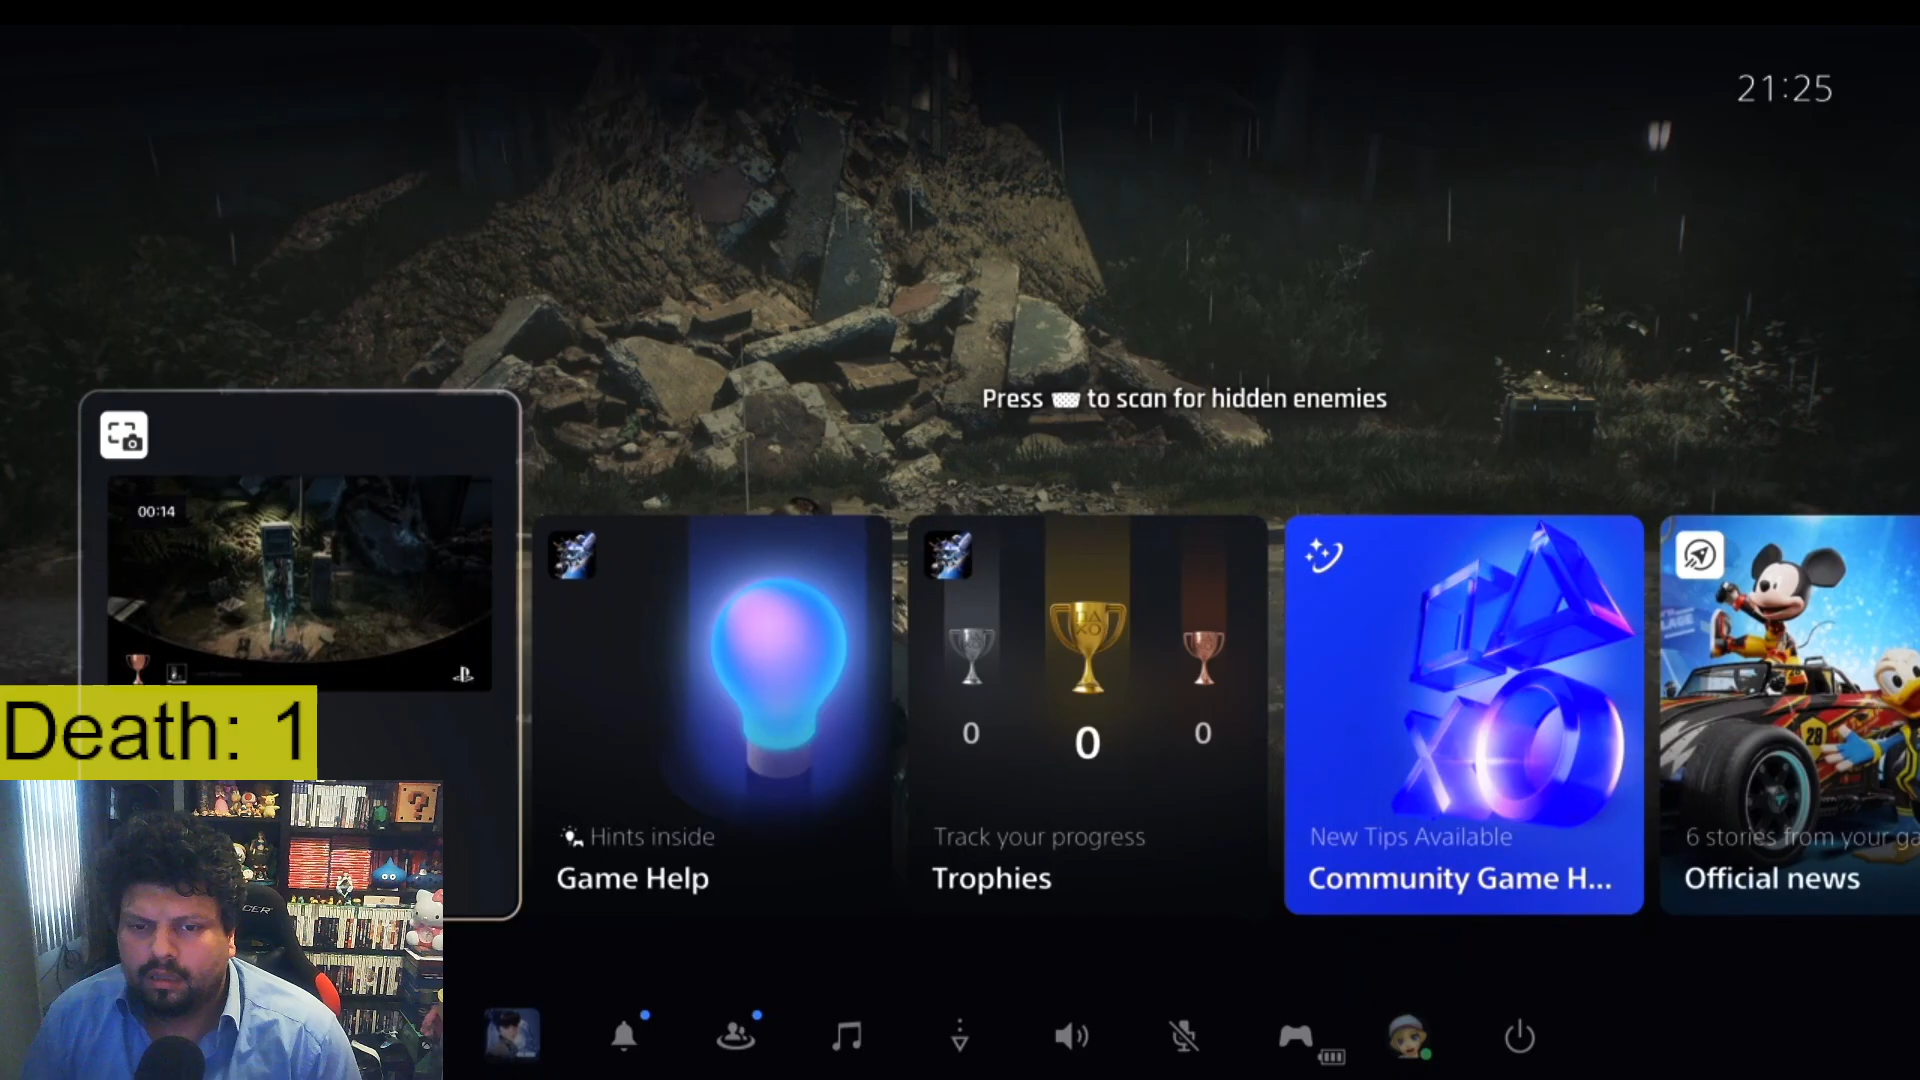 21:25
Press to scan for hidden enemies
00:14
Death: 1
0
0
0
Hints inside
Game Help
Track your progress
Trophies
New Tips Available
Community Game H...
28
6 stories from your ga
Official news